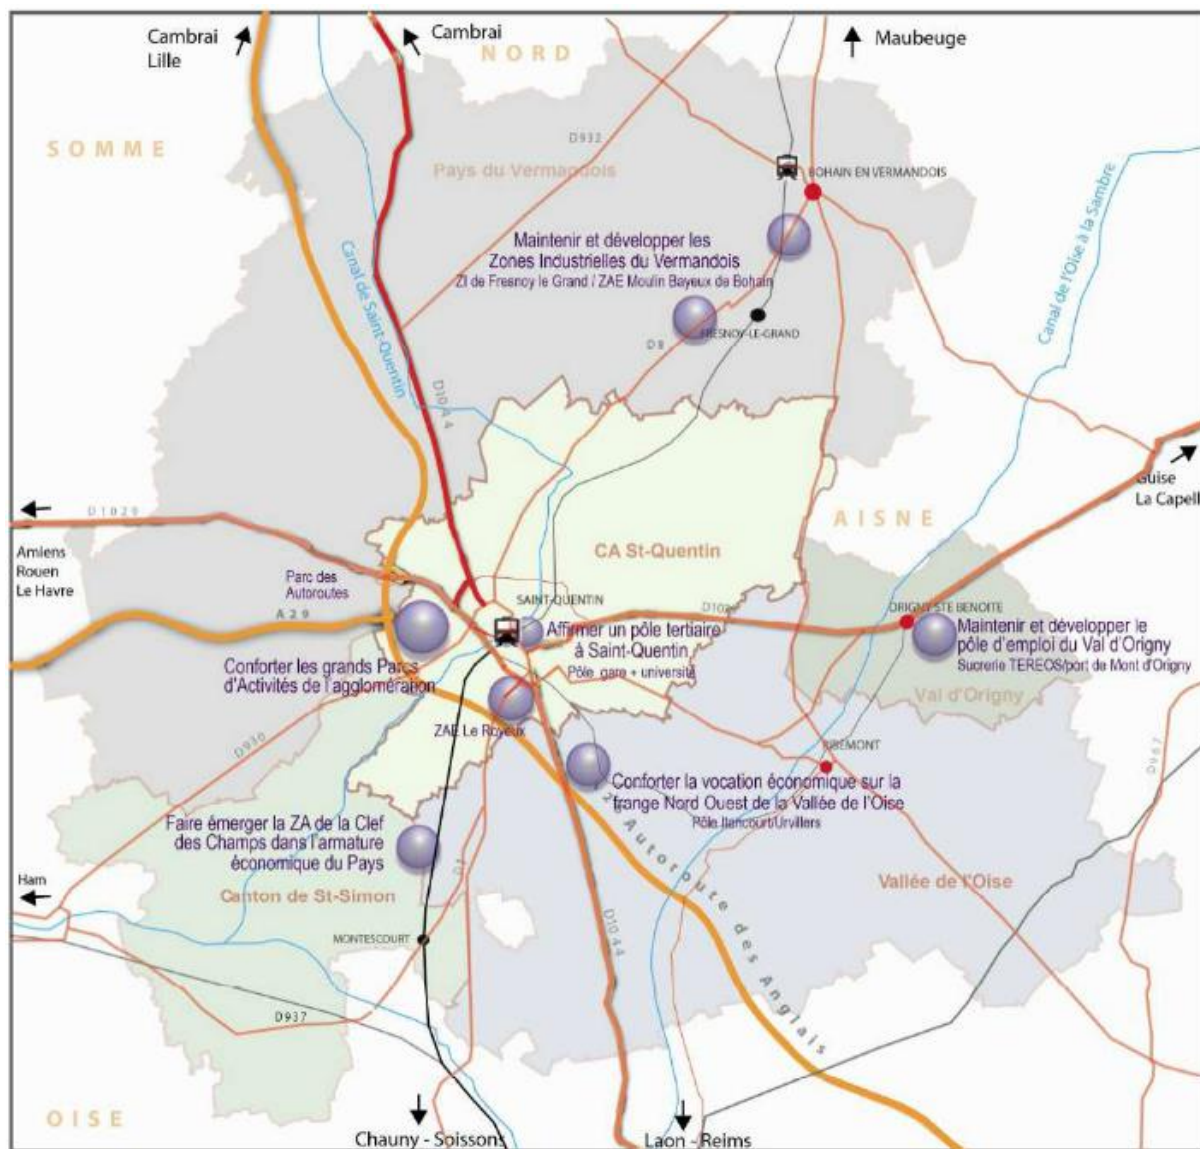 Cambrai
Lille
Cambrai
NORD
Maubeuge
SOMME
D932
Pays du Vermandois
BOHAIN EN VERMANDOIS
Canal de l'Oise à la Sambre
Maintenir et développer les
Zones Industrielles du Vermandois
ZI de Fresnoy le Grand / ZAE Moulin Bayeux de Bohain
Canal de Saint-Quentin
FRESNOY-LE-GRAND
D8
D1044
Guise
La Capell
D1029
AISNE
Amiens
Rouen
Le Havre
CA St-Quentin
Parc des
Autoroutes
A29
SAINT-QUENTIN
D102
ORIGNY STE BENOITE
Affirmer un pôle tertiaire
à Saint-Quentin
Pôle gare + université
Maintenir et développer le
pôle d'emploi du Val d'Origny
Sucrerie TEREOS/port de Mont d'Origny
Val d'Origny
Conforter les grands Parcs
d'Activités de l'agglomération
ZAE Le Royeux
D930
RIBEMONT
D967
Conforter la vocation économique sur la
frange Nord Ouest de la Vallée de l'Oise
Pôle Itancourt/Urvillers
Faire émerger la ZA de la Clef
des Champs dans l'armature
économique du Pays
D1
Ham
Canton de St-Simon
Vallée de l'Oise
Autoroute des Anglais
MONTESCOURT
D1044
D937
OISE
Chauny - Soissons
Laon - Reims